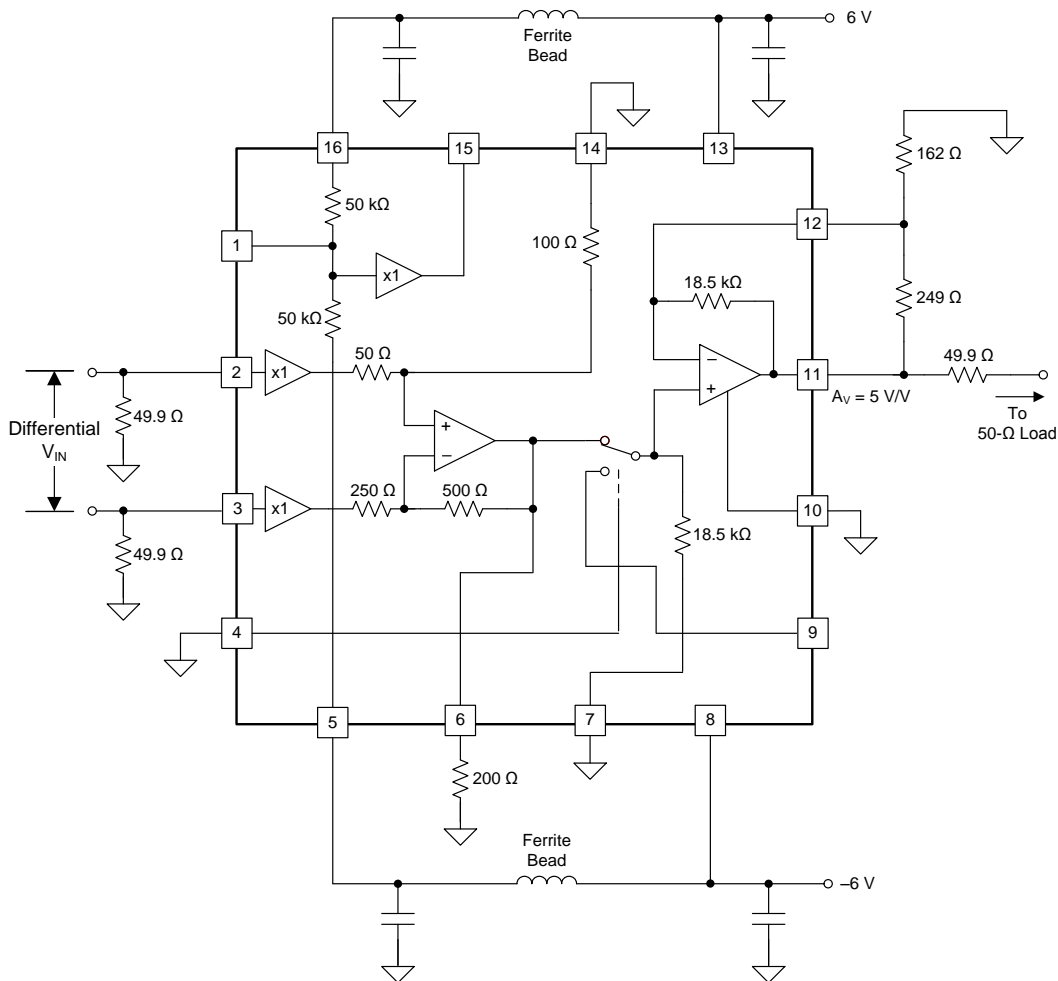 6 V
Ferrite
Bead
16
15
14
13
162 Ω
50 kΩ
12
1
100 Ω
18.5 kΩ
249 Ω
x1
50 kΩ
50 Ω
49.9 Ω
2
x1
−
11
+
A_V = 5 V/V
To
50-Ω Load
49.9 Ω
Differential
V_IN
+
−
250 Ω
500 Ω
3
x1
10
18.5 kΩ
49.9 Ω
4
9
5
6
7
8
200 Ω
Ferrite
Bead
–6 V